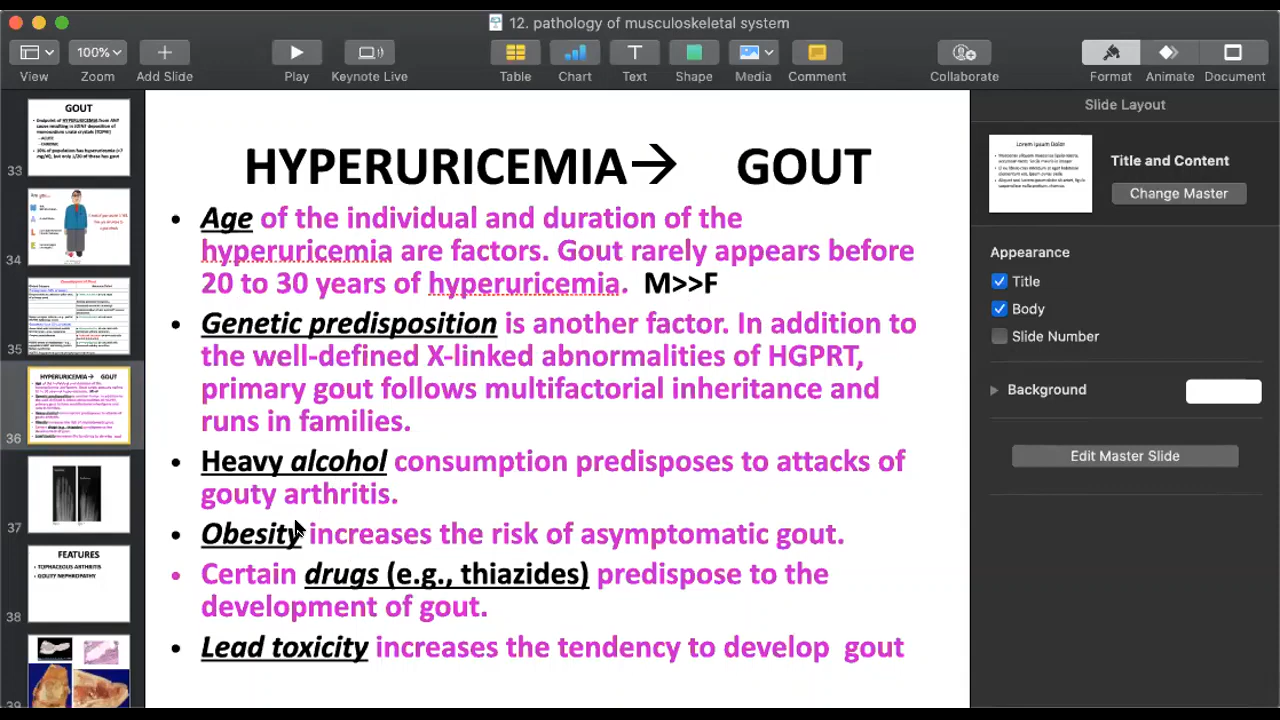 12. pathology of musculoskeletal system
100%
View
Zoom
Add Slide
Play
Keynote Live
Table
Chart
Text
Shape
Media
Comment
Collaborate
Format
Animate
Document
GOUT
33
34
35
36
37
FEATURES
• TOPHACEOUS ARTHRITIS
• GOUTY NEPHROPATHY
38
HYPERURICEMIA→ GOUT
• Age of the individual and duration of the
hyperuricemia are factors. Gout rarely appears before
20 to 30 years of hyperuricemia. M>>F
• Genetic predisposition is another factor. In addition to
the well-defined X-linked abnormalities of HGPRT,
primary gout follows multifactorial inheritance and
runs in families.
• Heavy alcohol consumption predisposes to attacks of
gouty arthritis.
• Obesity increases the risk of asymptomatic gout.
• Certain drugs (e.g., thiazides) predispose to the
development of gout.
• Lead toxicity increases the tendency to develop gout
Slide Layout
Lorem Ipsum Dolor
Title and Content
Change Master
Appearance
Title
Body
Slide Number
Background
Edit Master Slide